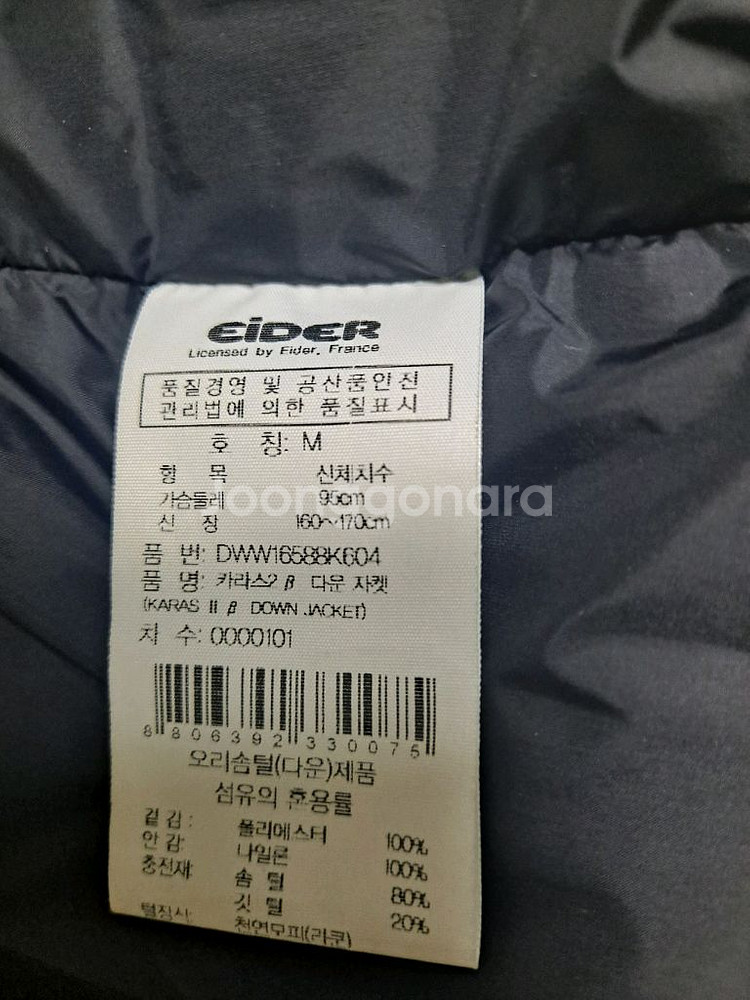 EiDER
Licensed by Eider, France
품질경영 및 공산품안전
관리법에 의한 품질표시
호 칭: M
항 목 신체치수
가슴둘레 95cm
신 장 160~170cm
품 번: DWW16588K604
품 명: 카라스2 β 다운 자켓
(KARAS II β DOWN JACKET)
치 수: 0000101
8806392330075
오리솜털(다운)제품
섬유의 혼용률
겉감: 폴리에스터 100%
안감: 나일론 100%
충전재: 솜 털 80%
깃 털 20%
털장식: 천연모피(라쿤)
joonggonara